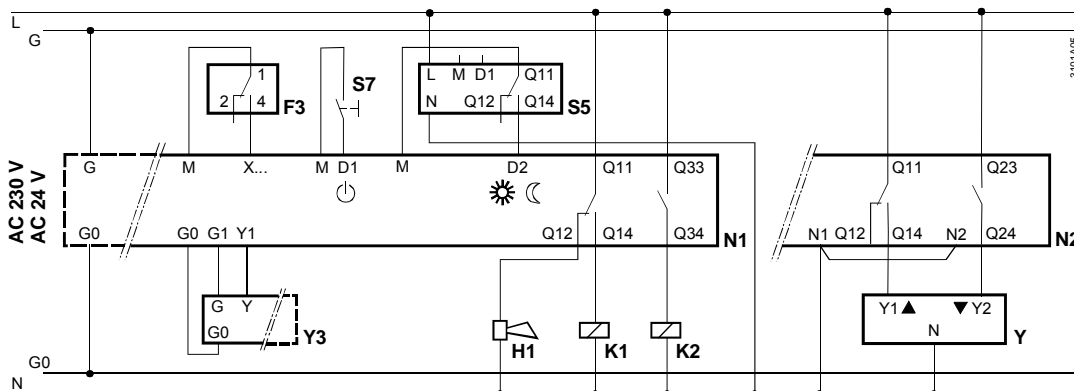 L
G
3101A05
AC 230 V
AC 24 V
1
2 4
F3
S7
L M D1 Q11
N Q12 Q14
S5
G M X... M D1 M D2 Q11 Q33
G0 G0 G1 Y1 Q12 Q14 Q34
N1
Q11 Q23
N1 Q12 Q14 N2 Q24
N2
G Y
G0
Y3
H1
K1
K2
Y1 ▲ ▼ Y2
N
Y
G0
N